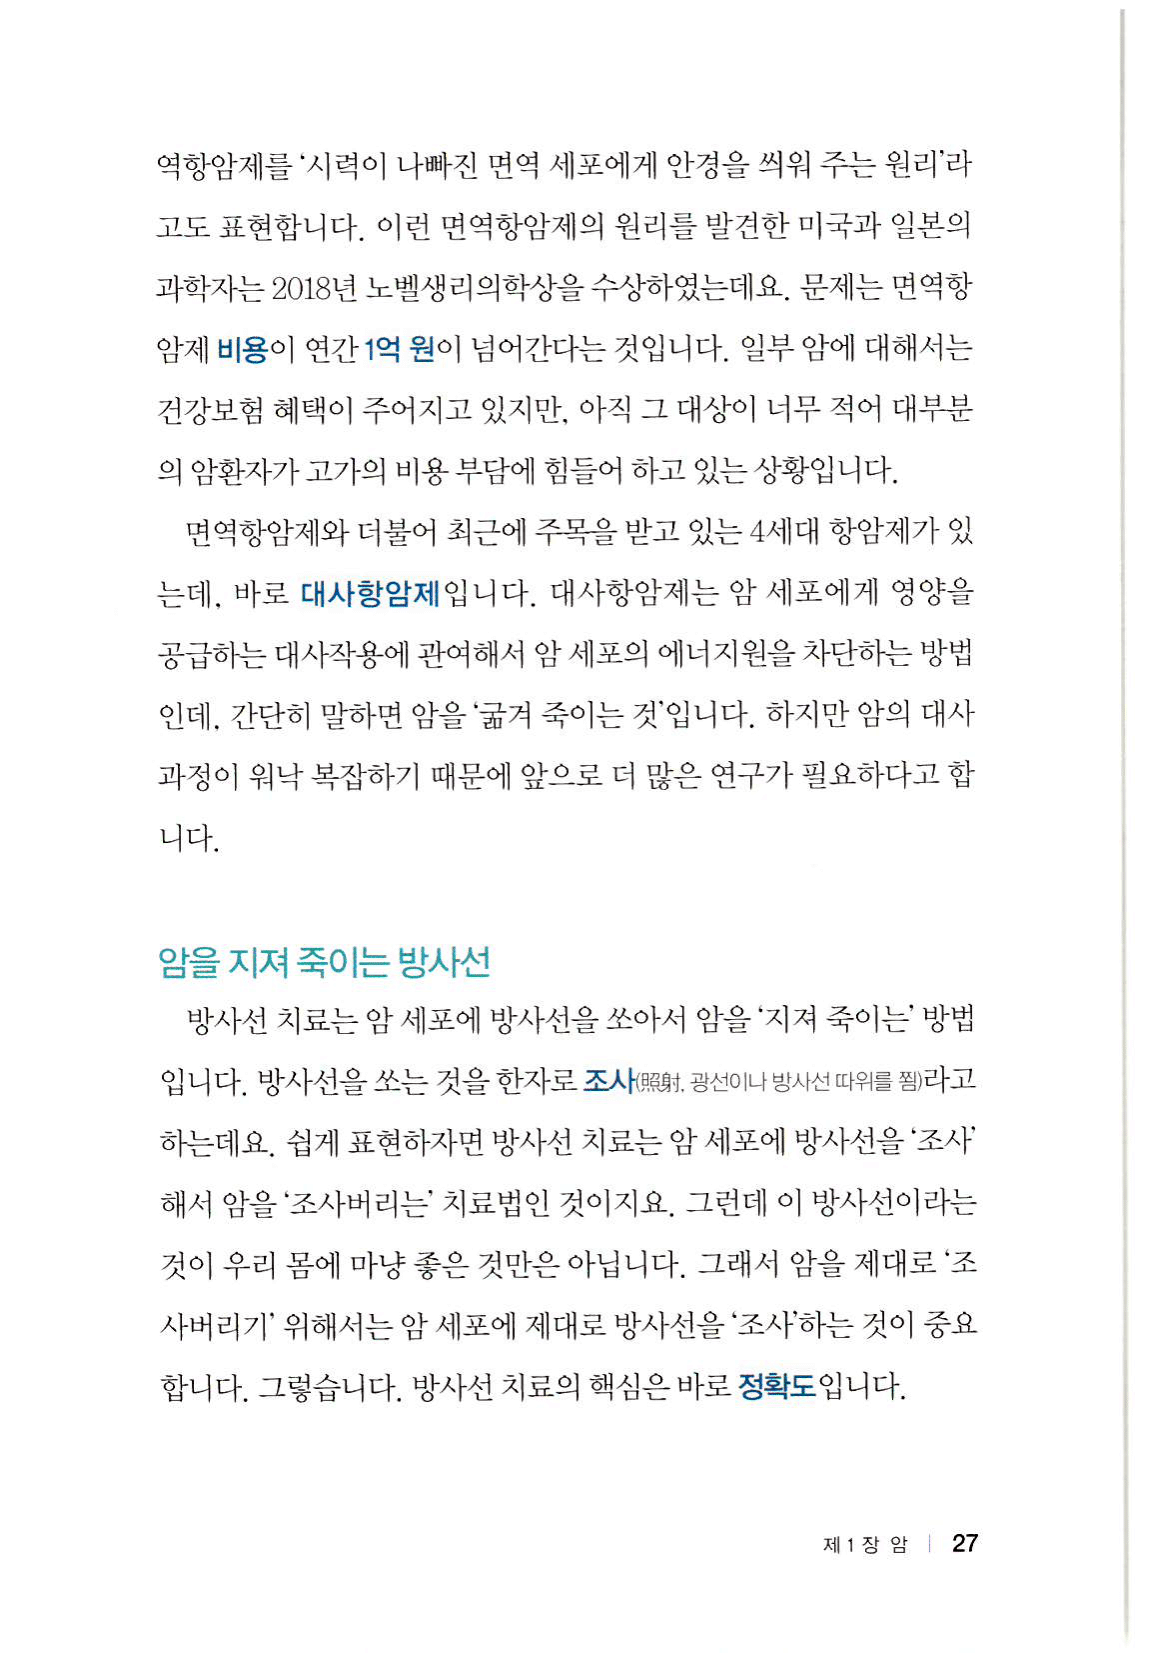 역항암제를 ‘시력이 나빠진 면역 세포에게 안경을 씌워 주는 원리’라
고도 표현합니다. 이런 면역항암제의 원리를 발견한 미국과 일본의
과학자는 2018년 노벨생리의학상을 수상하였는데요. 문제는 면역항
암제 비용이 연간 1억 원이 넘어간다는 것입니다. 일부 암에 대해서는
건강보험 혜택이 주어지고 있지만, 아직 그 대상이 너무 적어 대부분
의 암환자가 고가의 비용 부담에 힘들어 하고 있는 상황입니다.
면역항암제와 더불어 최근에 주목을 받고 있는 4세대 항암제가 있
는데, 바로 대사항암제입니다. 대사항암제는 암 세포에게 영양을
공급하는 대사작용에 관여해서 암 세포의 에너지원을 차단하는 방법
인데, 간단히 말하면 암을 ‘굶겨 죽이는 것’입니다. 하지만 암의 대사
과정이 워낙 복잡하기 때문에 앞으로 더 많은 연구가 필요하다고 합
니다.
암을 지져 죽이는 방사선
방사선 치료는 암 세포에 방사선을 쏘아서 암을 ‘지져 죽이는’ 방법
입니다. 방사선을 쏘는 것을 한자로 조사(照射, 광선이나 방사선 따위를 쬠)라고
하는데요. 쉽게 표현하자면 방사선 치료는 암 세포에 방사선을 ‘조사’
해서 암을 ‘조사버리는’ 치료법인 것이지요. 그런데 이 방사선이라는
것이 우리 몸에 마냥 좋은 것만은 아닙니다. 그래서 암을 제대로 ‘조
사버리기’ 위해서는 암 세포에 제대로 방사선을 ‘조사’하는 것이 중요
합니다. 그렇습니다. 방사선 치료의 핵심은 바로 정확도입니다.
제1장 암 | 27